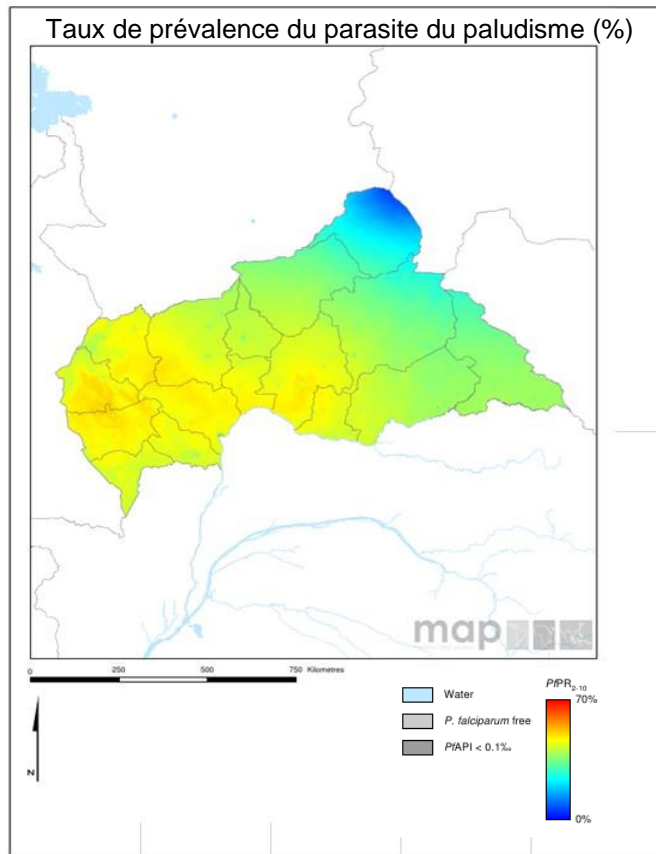 Taux de prévalence du parasite du paludisme (%)
map
0 250 500 750 Kilometres
N
Water
P. falciparum free
PfAPI < 0.1‰
PfPR2-10
70%
0%